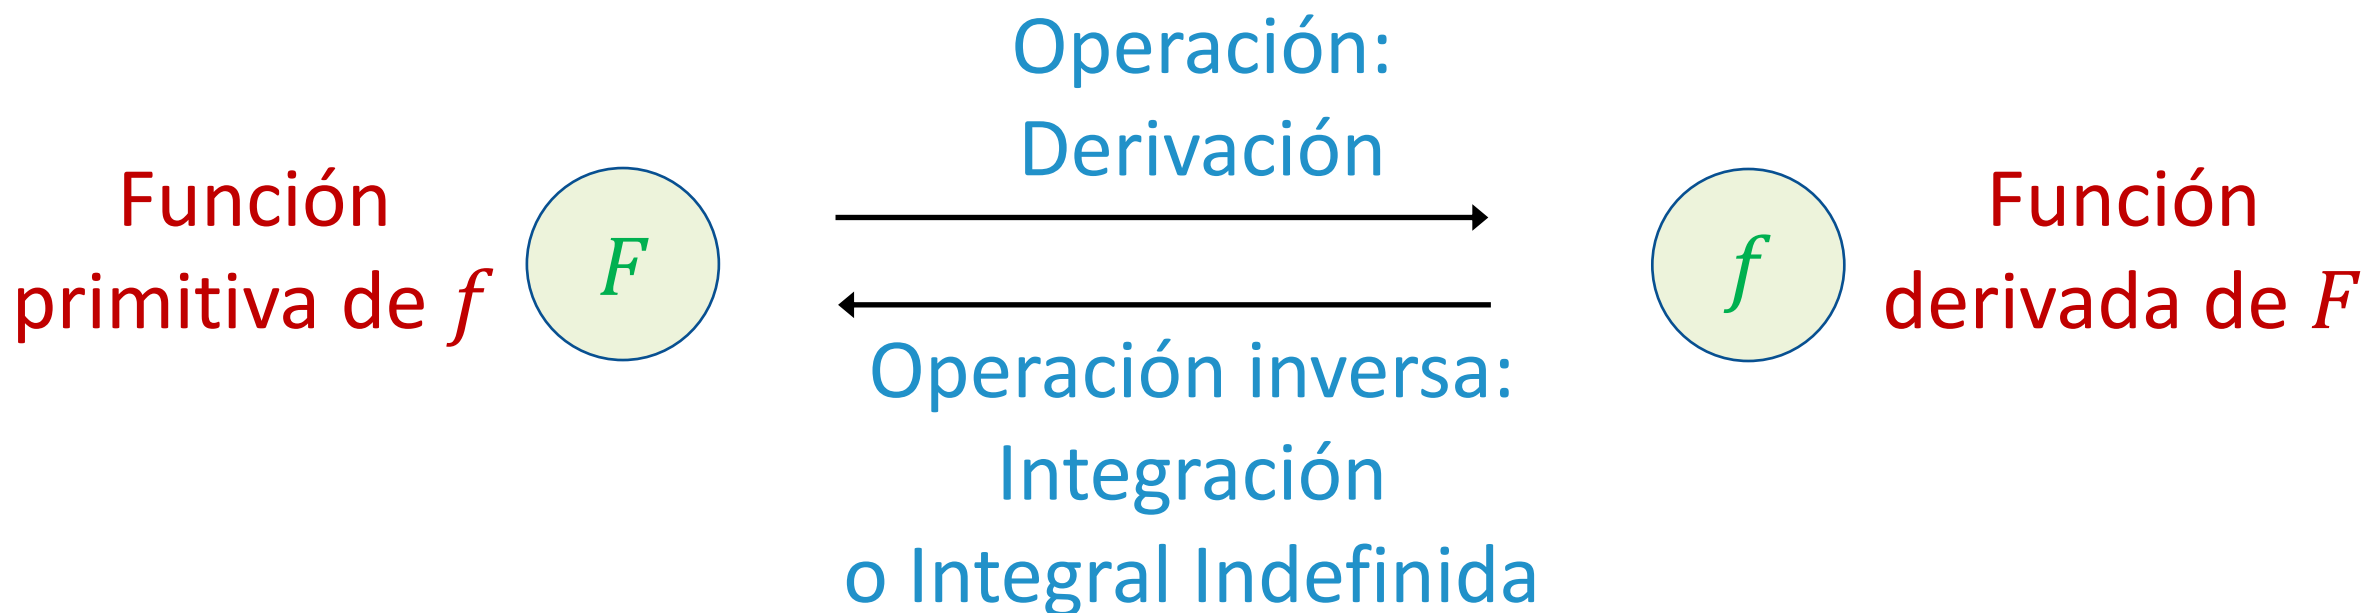 Operación:
Derivación
Función
primitiva de f
F
f
Función
derivada de F
Operación inversa:
Integración
o Integral Indefinida